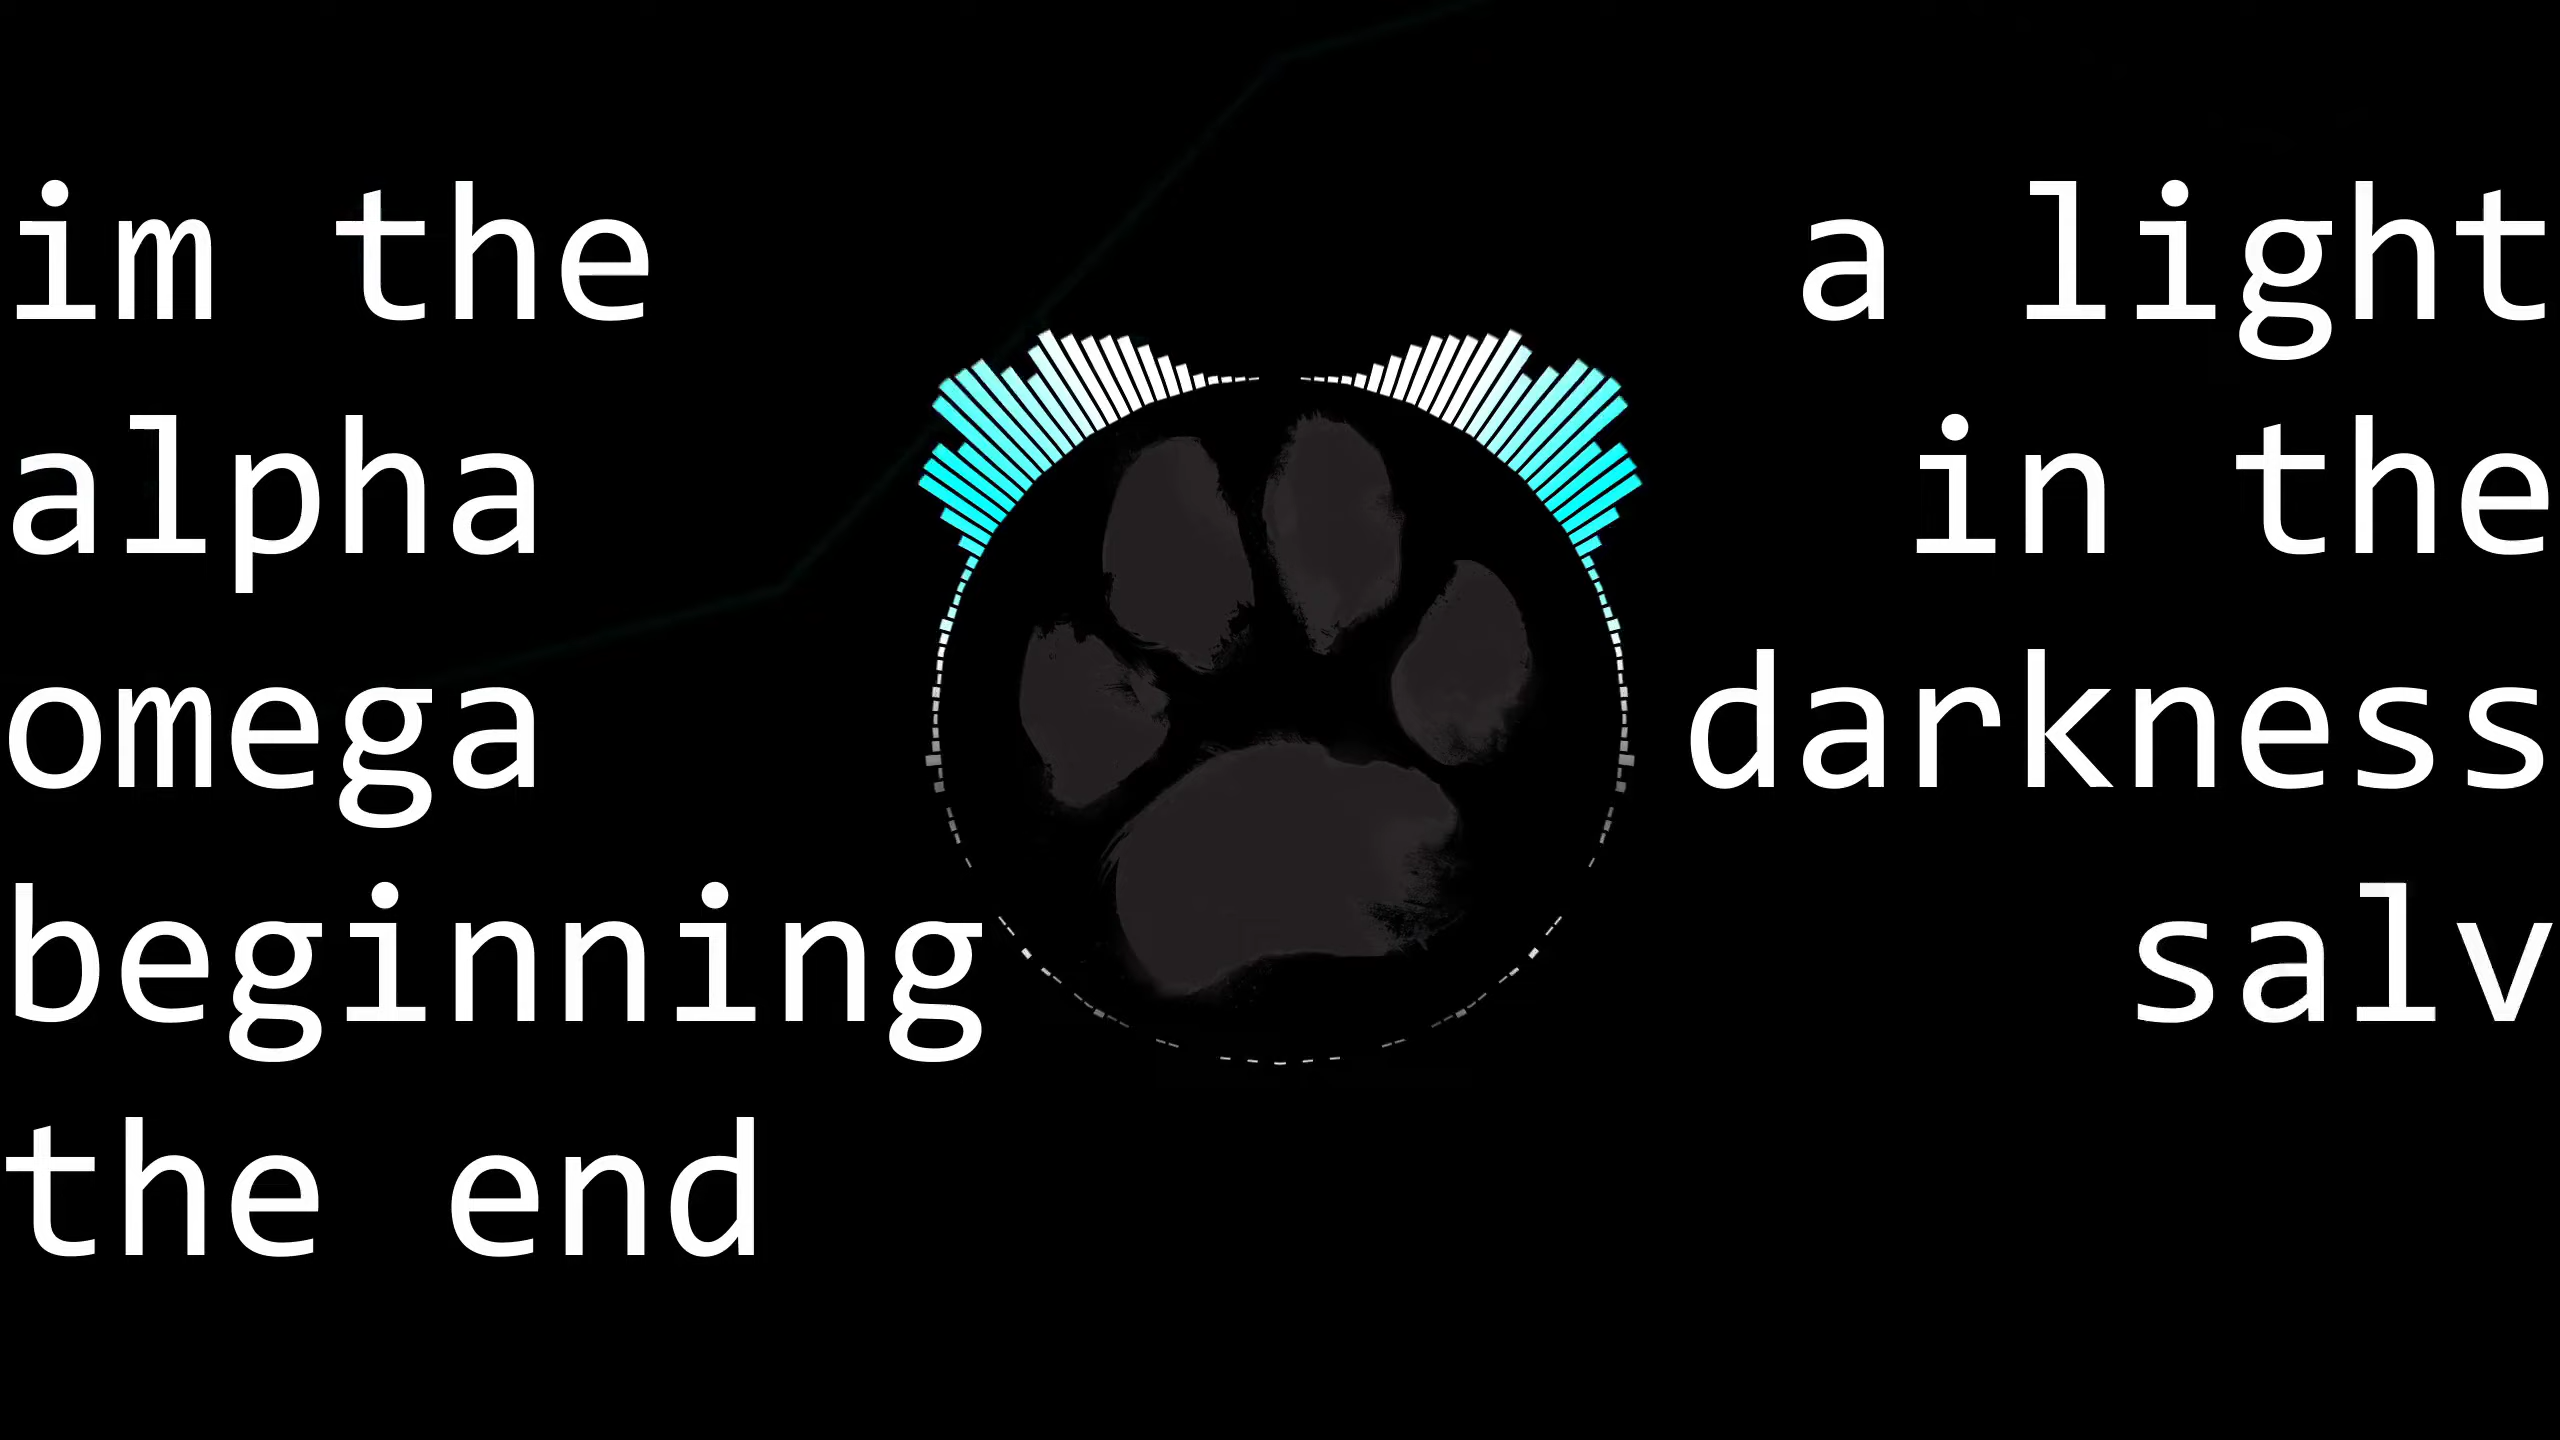 im the
alpha
omega
beginning
the end
a light
in the
darkness
salv